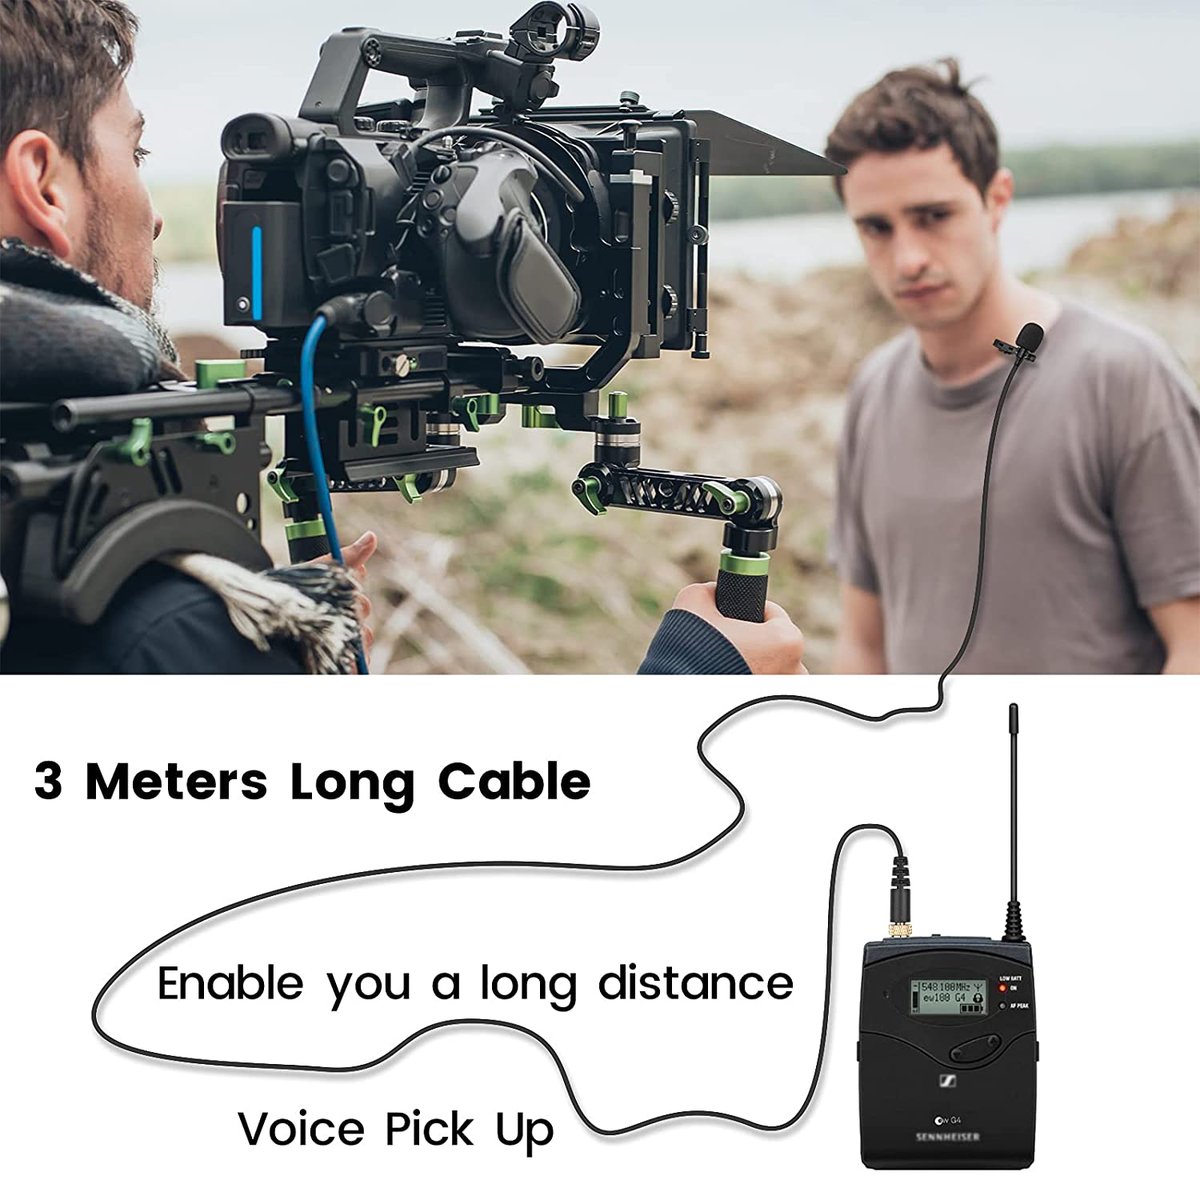 3 Meters Long Cable
Enable you a long distance
Voice Pick Up
LOW BATT
ON
AF PEAK
548.100MHz
ew100 G4
ew G4
SENNHEISER